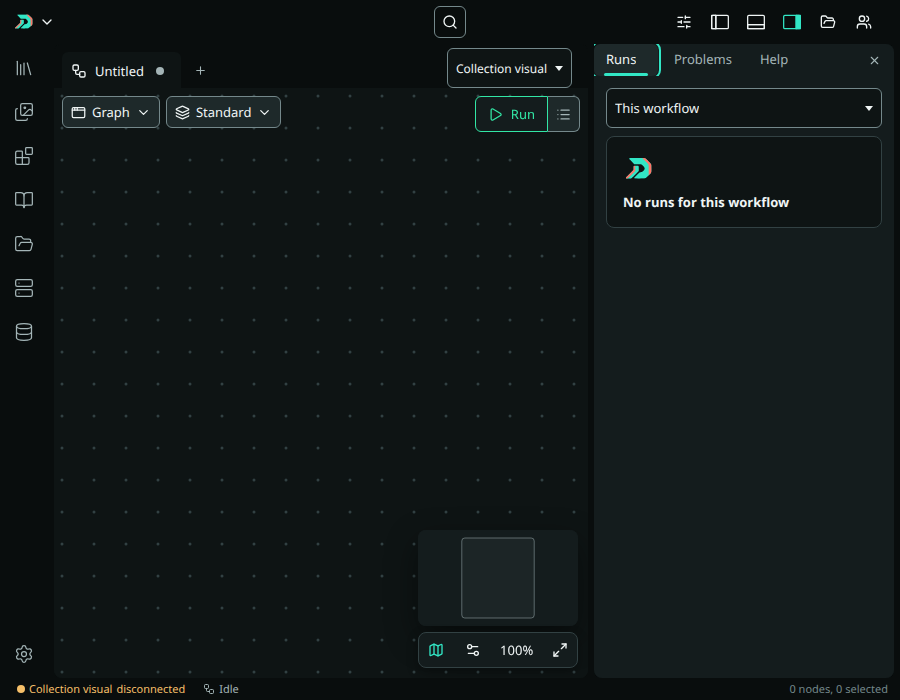 Untitled
Collection visual
Runs
Problems
Help
Graph
Standard
Run
This workflow
No runs for this workflow
100%
Collection visual disconnected
Idle
0 nodes, 0 selected